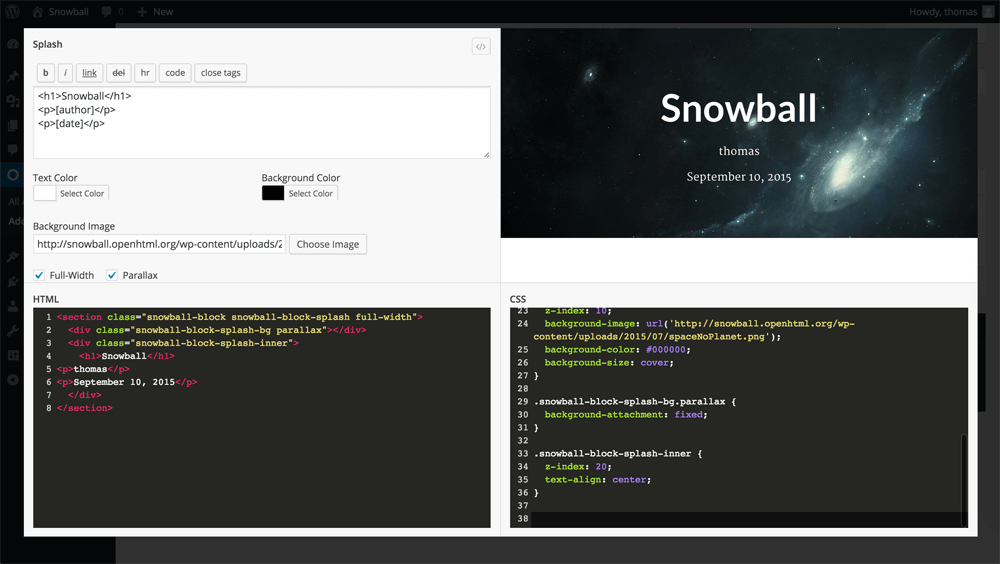 Snowball
0
New
Howdy, thomas
Splash
</>
b
i
link
del
hr
code
close tags
<h1>Snowball</h1>
<p>[author]</p>
<p>[date]</p>
Text Color
Select Color
Background Color
Select Color
Background Image
http://snowball.openhtml.org/wp-content/uploads/2
Choose Image
Full-Width
Parallax
Snowball
thomas
September 10, 2015
All
Add
HTML
1 <section class="snowball-block snowball-block-splash full-width">
2 <div class="snowball-block-splash-bg parallax"></div>
3 <div class="snowball-block-splash-inner">
4 <h1>Snowball</h1>
5 <p>thomas</p>
6 <p>September 10, 2015</p>
7 </div>
8 </section>
CSS
23 z-index: 10;
24 background-image: url('http://snowball.openhtml.org/wp-
content/uploads/2015/07/spaceNoPlanet.png');
25 background-color: #000000;
26 background-size: cover;
27 }
28
29 .snowball-block-splash-bg.parallax {
30 background-attachment: fixed;
31 }
32
33 .snowball-block-splash-inner {
34 z-index: 20;
35 text-align: center;
36 }
37
38